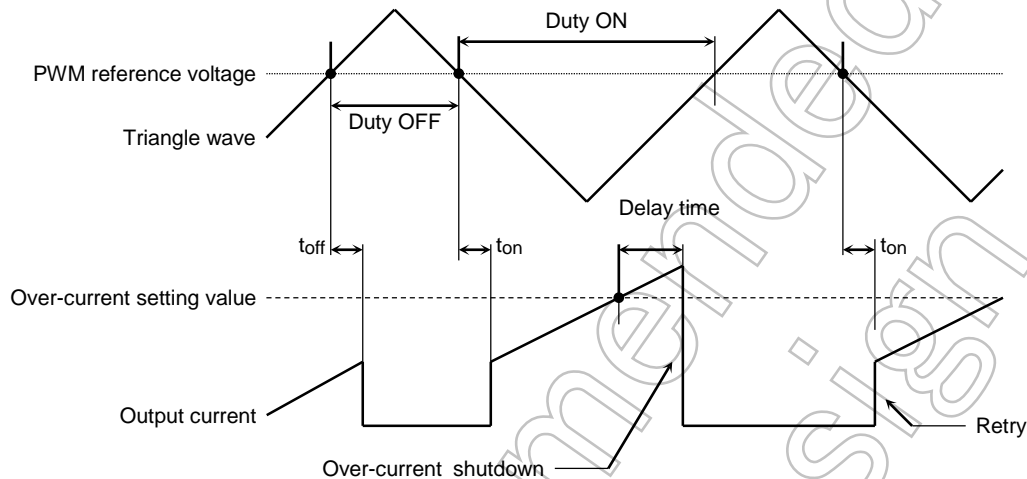 Duty ON
PWM reference voltage
Duty OFF
Triangle wave
Delay time
toff
ton
ton
Over-current setting value
Output current
Retry
Over-current shutdown